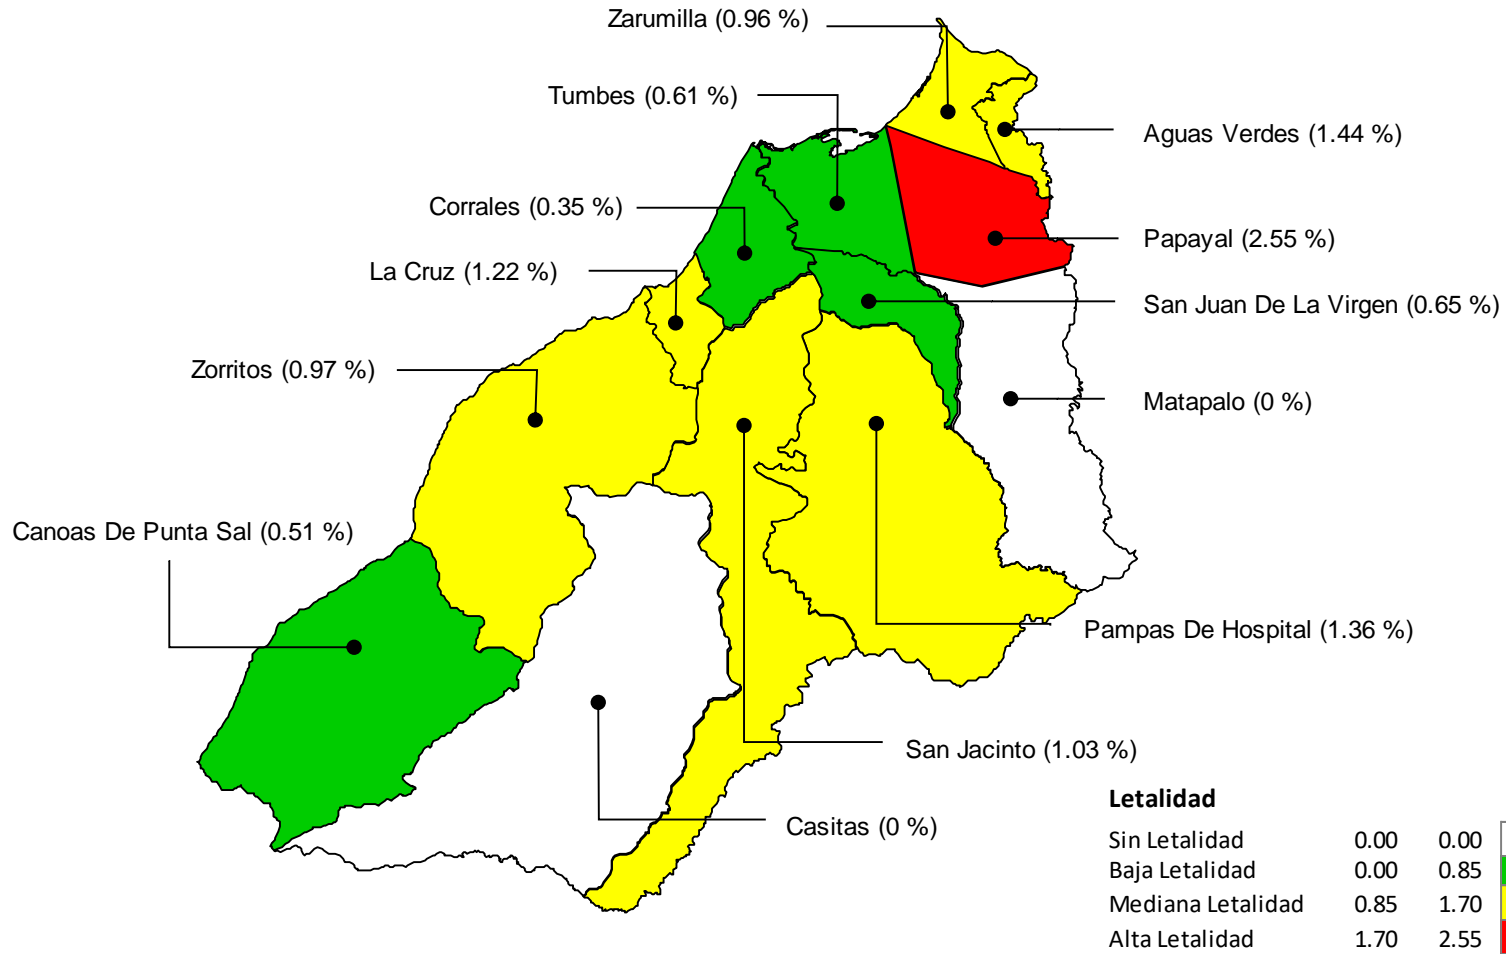 Zarumilla (0.96 %)
Tumbes (0.61 %)
Aguas Verdes (1.44 %)
Corrales (0.35 %)
Papayal (2.55 %)
La Cruz (1.22 %)
San Juan De La Virgen (0.65 %)
Zorritos (0.97 %)
Matapalo (0 %)
Canoas De Punta Sal (0.51 %)
Pampas De Hospital (1.36 %)
San Jacinto (1.03 %)
Casitas (0 %)
Letalidad
Sin Letalidad 0.00 0.00
Baja Letalidad 0.00 0.85
Mediana Letalidad 0.85 1.70
Alta Letalidad 1.70 2.55